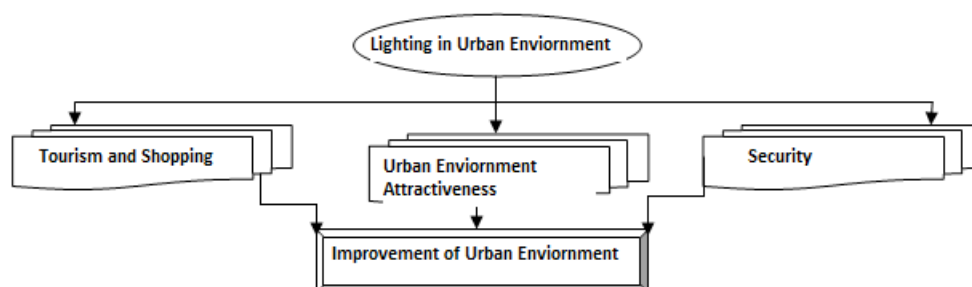 Lighting in Urban Enviornment
Tourism and Shopping
Urban Enviornment
Attractiveness
Security
Improvement of Urban Enviornment